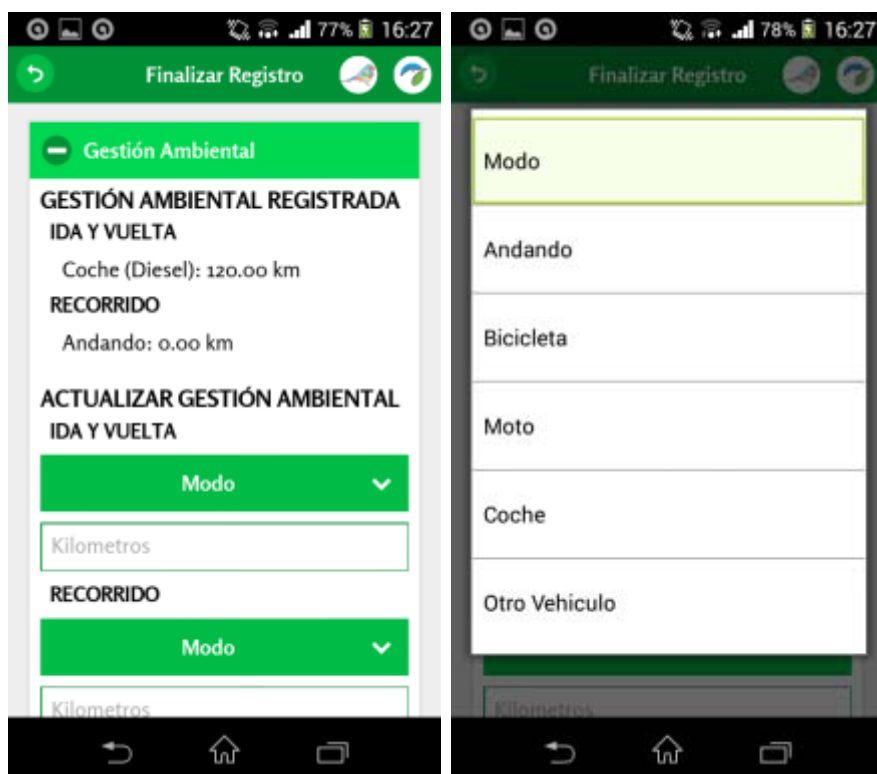 77% 16:27
Finalizar Registro
Gestión Ambiental
GESTIÓN AMBIENTAL REGISTRADA
IDA Y VUELTA
Coche (Diesel): 120.00 km
RECORRIDO
Andando: 0.00 km
ACTUALIZAR GESTIÓN AMBIENTAL
IDA Y VUELTA
Modo
Kilometros
RECORRIDO
Modo
Kilometros
78% 16:27
Finalizar Registro
Modo
Andando
Bicicleta
Moto
Coche
Otro Vehiculo
Kilometros